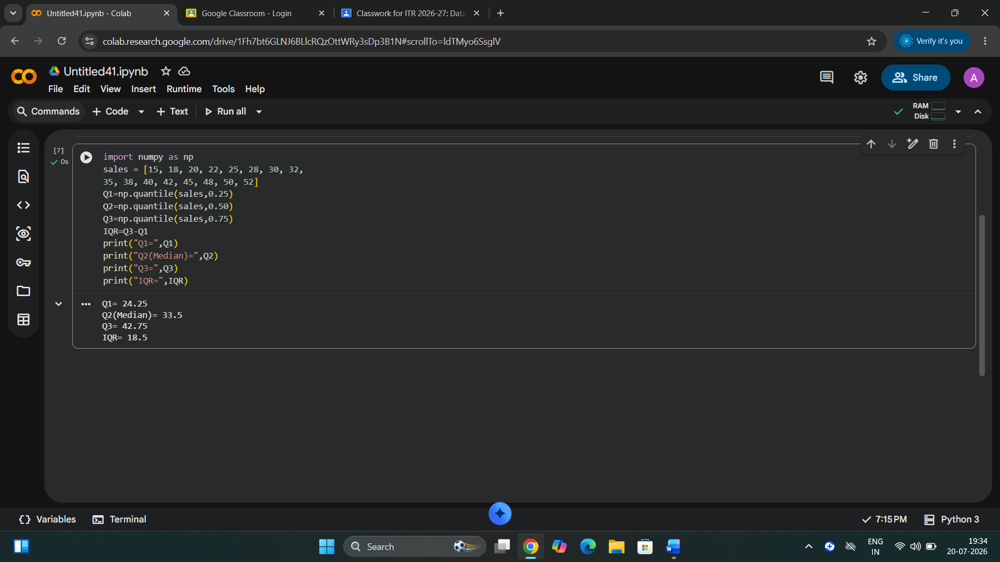 Untitled41.ipynb - Colab
Google Classroom - Login
Classwork for ITR 2026-27: Data
colab.research.google.com/drive/1Fh7bt6GLNJ6BLlcRQzOttWRy3sDp3B1N#scrollTo=ldTMyo6SsglV
a
Verify it's you
CO
Untitled41.ipynb
File Edit View Insert Runtime Tools Help
Share
A
Commands + Code + Text Run all
RAM
Disk
[7]
0s
import numpy as np
sales = [15, 18, 20, 22, 25, 28, 30, 32,
35, 38, 40, 42, 45, 48, 50, 52]
Q1=np.quantile(sales,0.25)
Q2=np.quantile(sales,0.50)
Q3=np.quantile(sales,0.75)
IQR=Q3-Q1
print("Q1=",Q1)
print("Q2(Median)=",Q2)
print("Q3=",Q3)
print("IQR=",IQR)
Q1= 24.25
Q2(Median)= 33.5
Q3= 42.75
IQR= 18.5
{} Variables
Terminal
7:15 PM
Python 3
Search
ENG
IN
19:34
20-07-2026